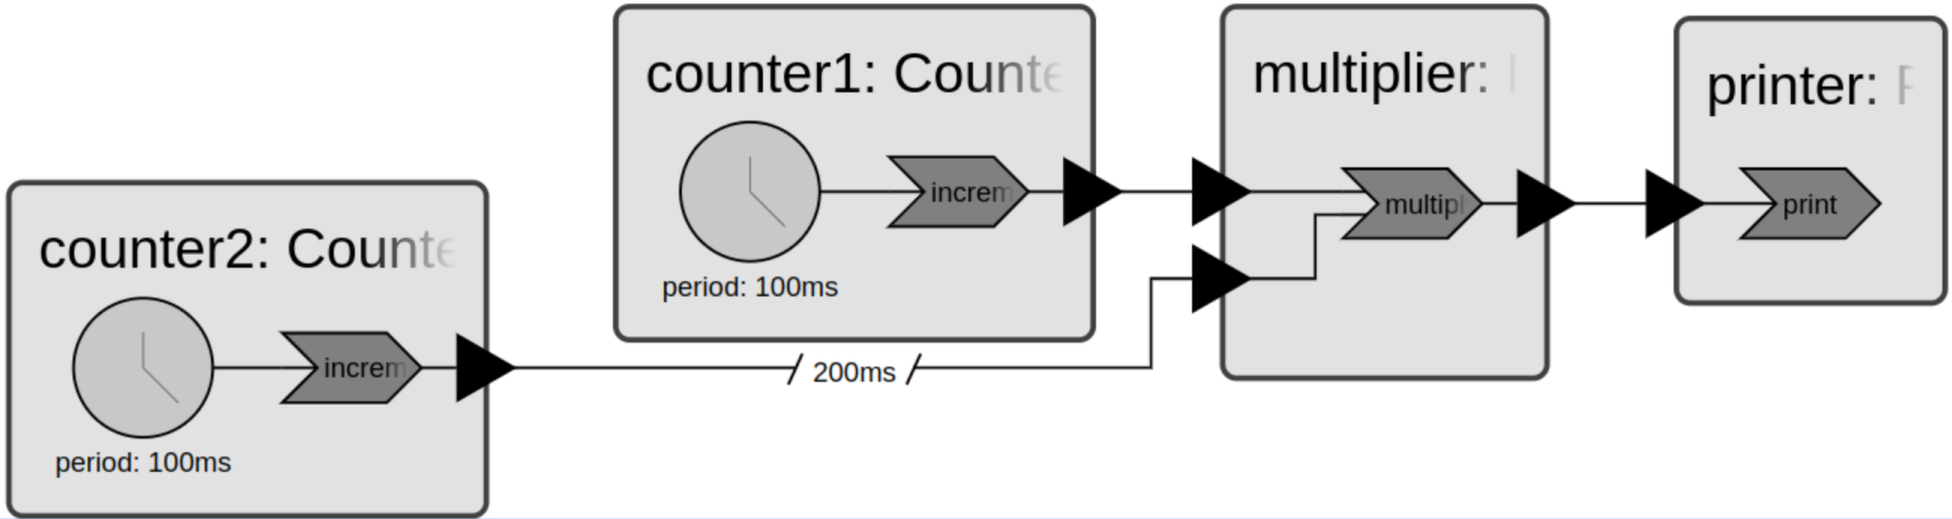 counter1: Counte
increm
period: 100ms
multiplier:
multipl
printer:
print
counter2: Counte
increm
period: 100ms
200ms